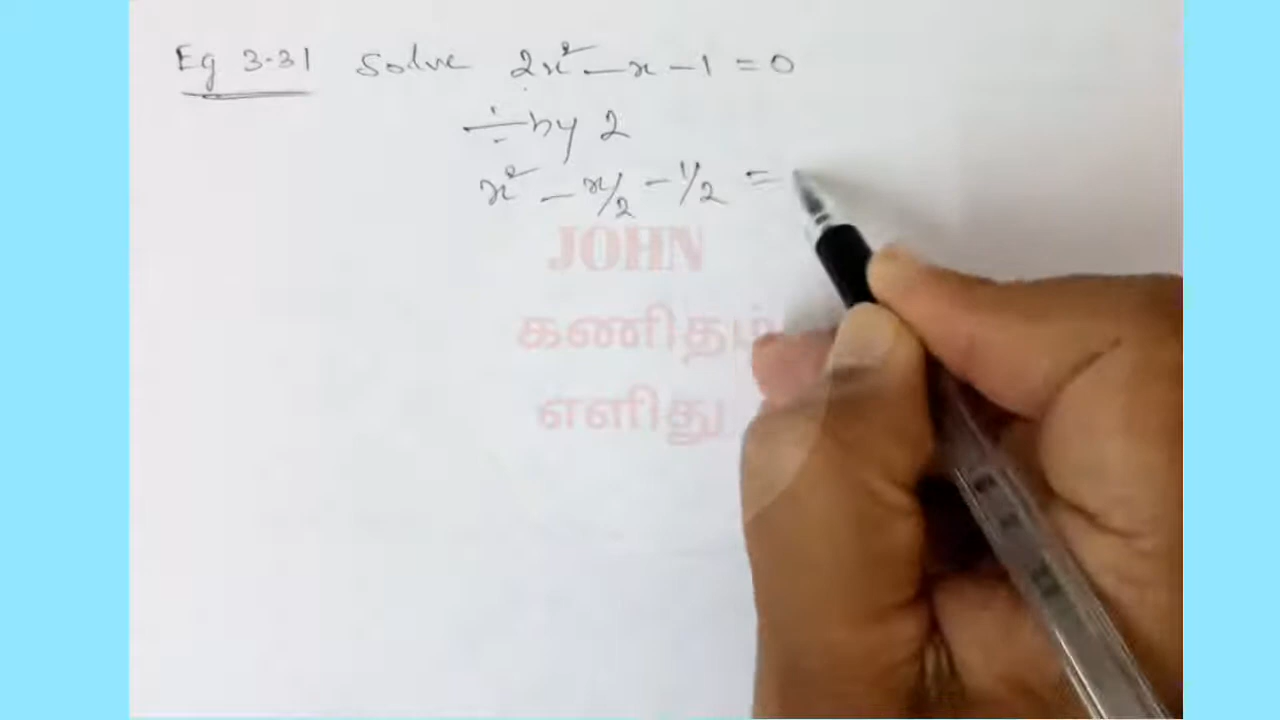 Eg 3.31 Solve 2x² - x - 1 = 0
÷ by 2
x² - x/2 - 1/2 =
JOHN
கணிதம்
எளிது